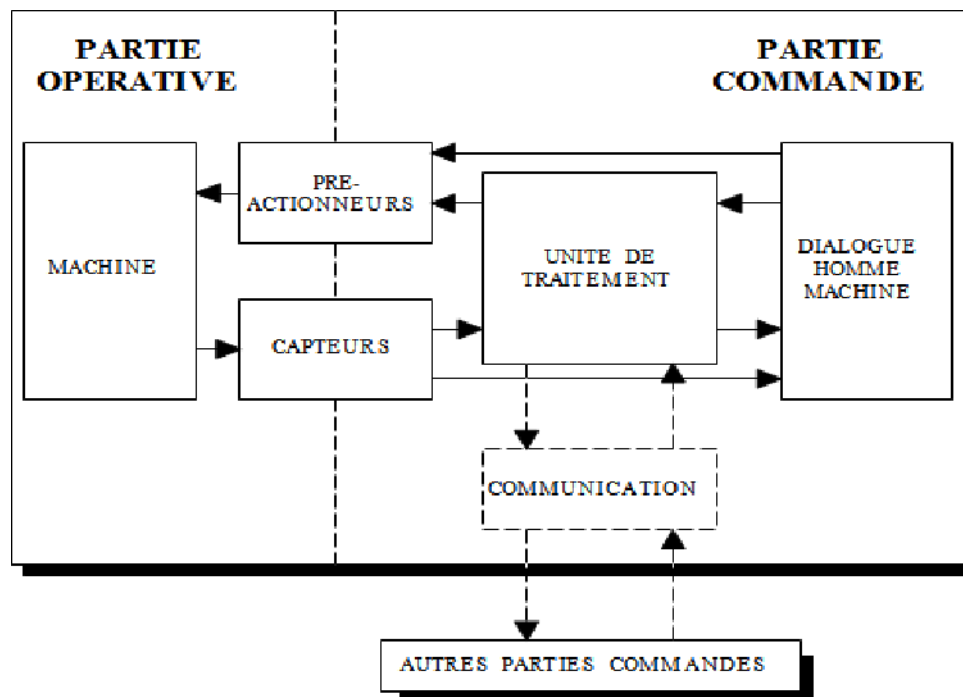 PARTIE
OPERATIVE
PARTIE
COMMANDE
PRE-
ACTIONNEURS
MACHINE
CAPTEURS
UNITE DE
TRAITEMENT
DIALOGUE
HOMME
MACHINE
COMMUNICATION
AUTRES PARTIES COMMANDES